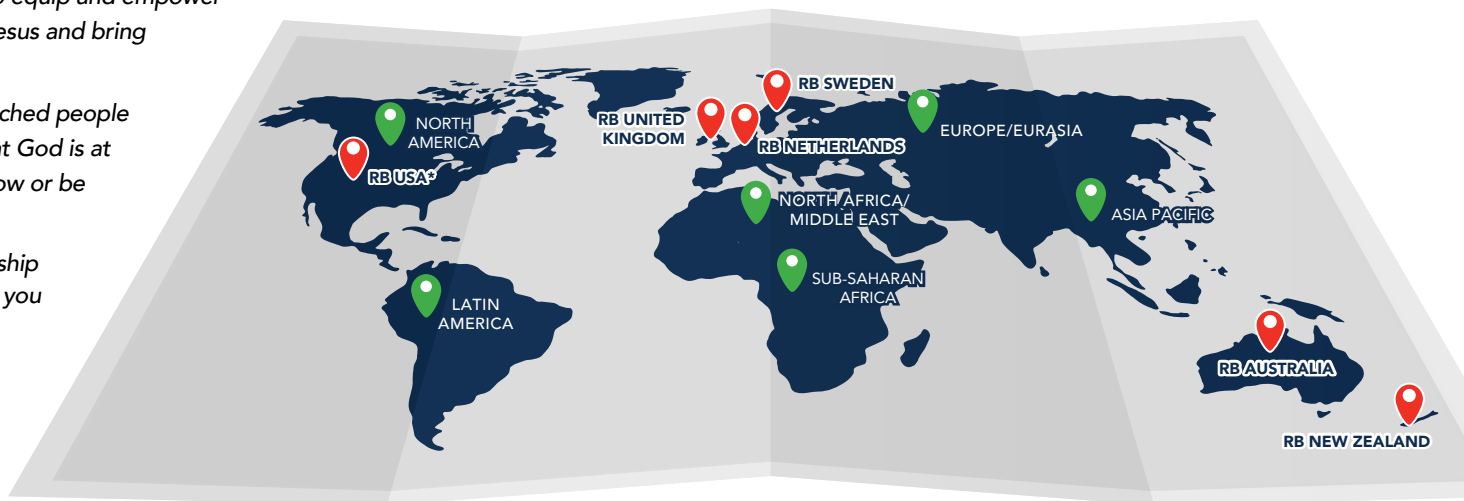 equip and empower
esus and bring
ched people
at God is at
ow or be
ship
you
RB SWEDEN
RB UNITED
KINGDOM
RB NETHERLANDS
NORTH
AMERICA
RB USA*
EUROPE/EURASIA
NORTH AFRICA/
MIDDLE EAST
ASIA PACIFIC
SUB-SAHARAN
AFRICA
LATIN
AMERICA
RB AUSTRALIA
RB NEW ZEALAND